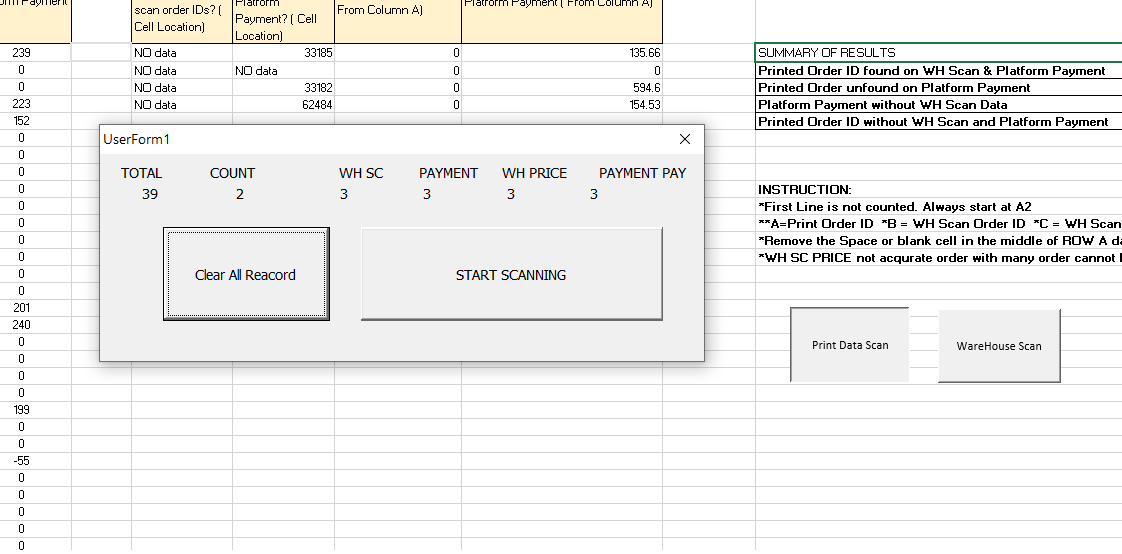 orm Payment
scan order IDs? (
Cell Location)
Platform
Payment? ( Cell
Location)
From Column A)
Platform Payment ( From Column A)
239 NO data 33185 0 135.66
0 NO data NO data 0 0
0 NO data 33182 0 594.6
223 NO data 62484 0 154.53
152
0
0
0
0
0
0
0
0
0
0
201
240
0
0
0
0
199
0
0
-55
0
0
0
0
0
UserForm1
TOTAL COUNT WH SC PAYMENT WH PRICE PAYMENT PAY
39 2 3 3 3 3
Clear All Reacord
START SCANNING
SUMMARY OF RESULTS
Printed Order ID found on WH Scan & Platform Payment
Printed Order unfound on Platform Payment
Platform Payment without WH Scan Data
Printed Order ID without WH Scan and Platform Payment
INSTRUCTION:
*First Line is not counted. Always start at A2
**A=Print Order ID *B = WH Scan Order ID *C = WH Scan
*Remove the Space or blank cell in the middle of ROW A da
*WH SC PRICE not acqurate order with many order cannot
Print Data Scan
WareHouse Scan